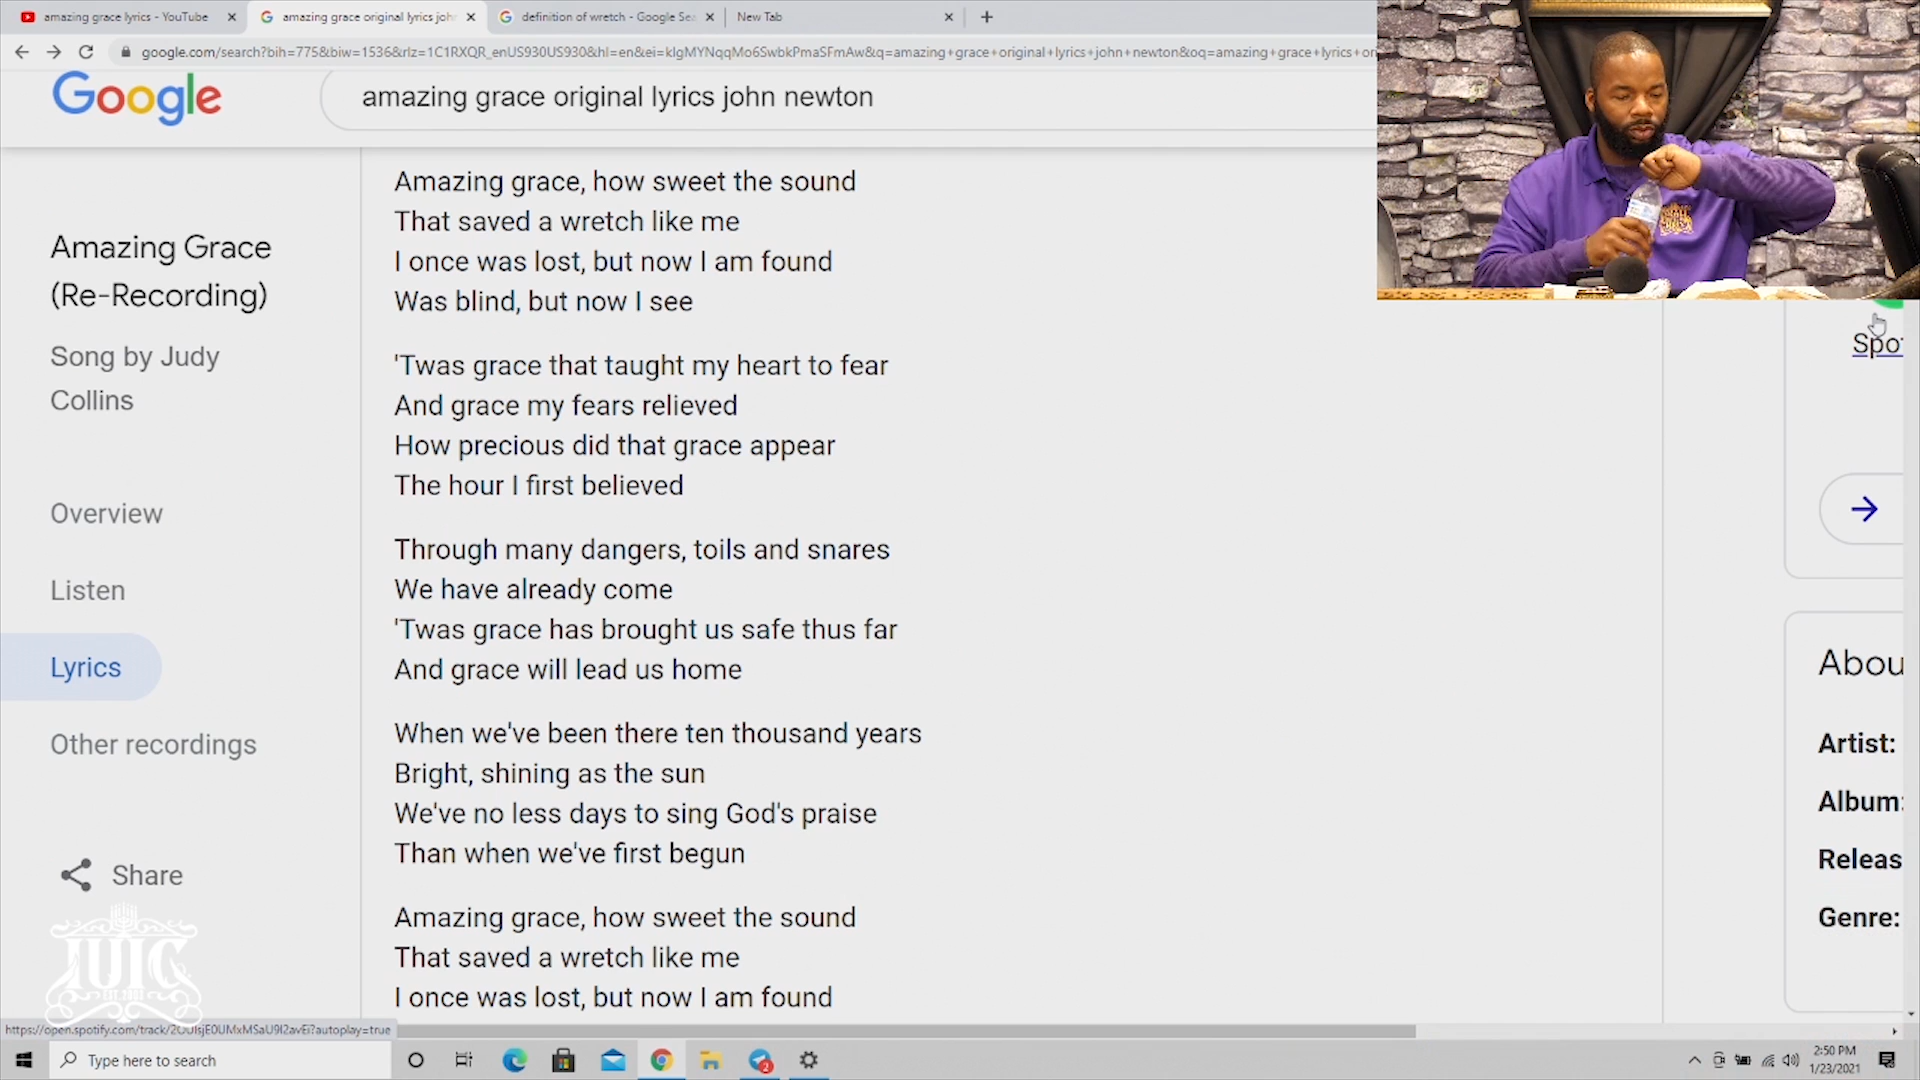 amazing grace lyrics - YouTube
amazing grace original lyrics joh
definition of wretch - Google Se
New Tab
google.com/search?bih=775&biw=1536&rlz=1C1RXQR_enUS930US930&hl=en&ei=kIgMYNqqMo6SwbkPmaSFmAw&q=amazing+grace+original+lyrics+john+newton&oq=amazing+grace+lyrics+or
Google
amazing grace original lyrics john newton
Amazing Grace
(Re-Recording)
Song by Judy
Collins
Overview
Listen
Lyrics
Other recordings
Share
Amazing grace, how sweet the sound
That saved a wretch like me
I once was lost, but now I am found
Was blind, but now I see
'Twas grace that taught my heart to fear
And grace my fears relieved
How precious did that grace appear
The hour I first believed
Through many dangers, toils and snares
We have already come
'Twas grace has brought us safe thus far
And grace will lead us home
When we've been there ten thousand years
Bright, shining as the sun
We've no less days to sing God's praise
Than when we've first begun
Amazing grace, how sweet the sound
That saved a wretch like me
I once was lost, but now I am found
Spo
Abou
Artist:
Album:
Releas
Genre:
IUIC
EST. 2003
Type here to search
2
2:50 PM
1/23/2021